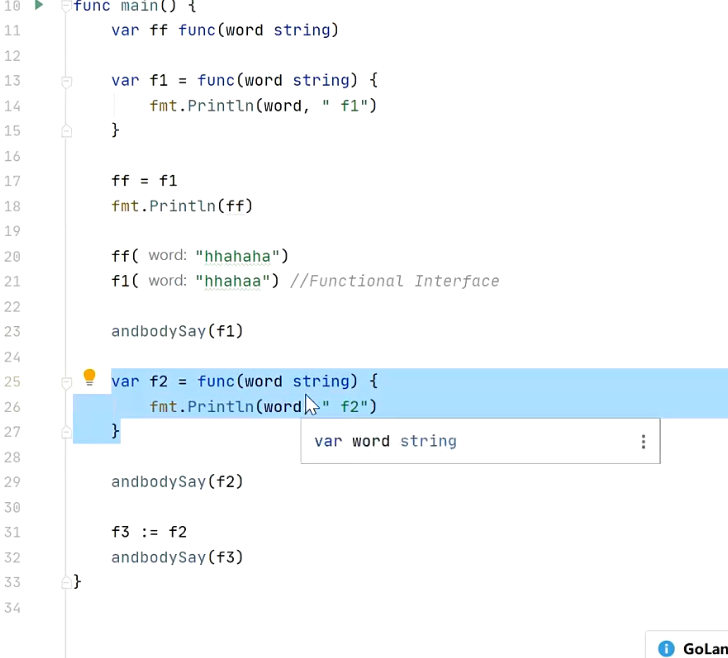 10 func main() {
11 var ff func(word string)
12
13 var f1 = func(word string) {
14 fmt.Println(word, " f1")
15 }
16
17 ff = f1
18 fmt.Println(ff)
19
20 ff( word: "hhahaha")
21 f1( word: "hhahaa") //Functional Interface
22
23 andbodySay(f1)
24
25 var f2 = func(word string) {
26 fmt.Println(word " f2")
27 }
var word string
28
29 andbodySay(f2)
30
31 f3 := f2
32 andbodySay(f3)
33 }
34
GoLan